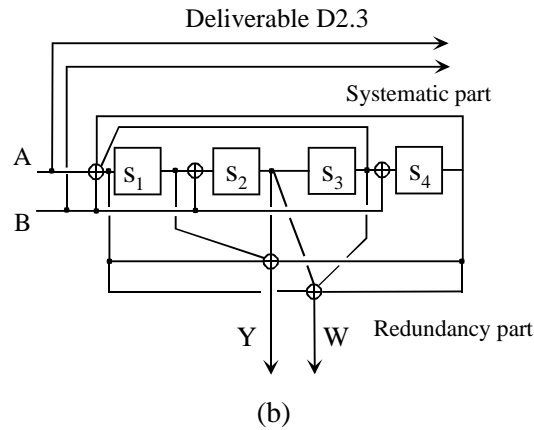 Deliverable D2.3
Systematic part
A
S1 S2 S3 S4
B
Y W Redundancy part
(b)